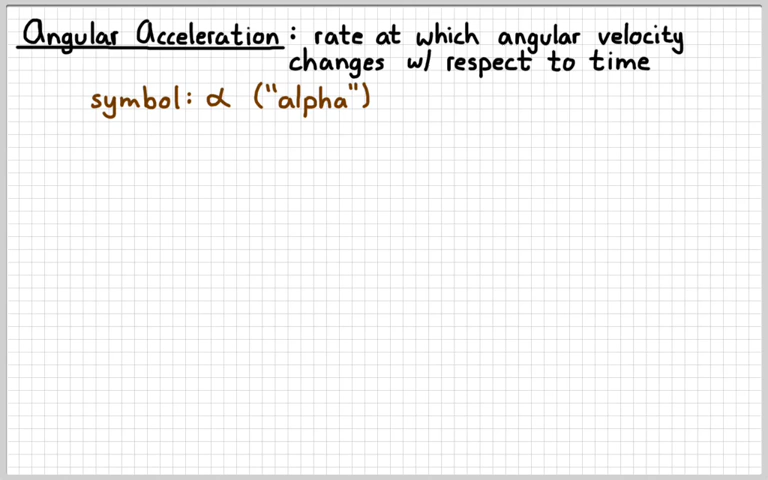 Angular Acceleration: rate at which angular velocity
changes w/ respect to time
symbol: α ("alpha")